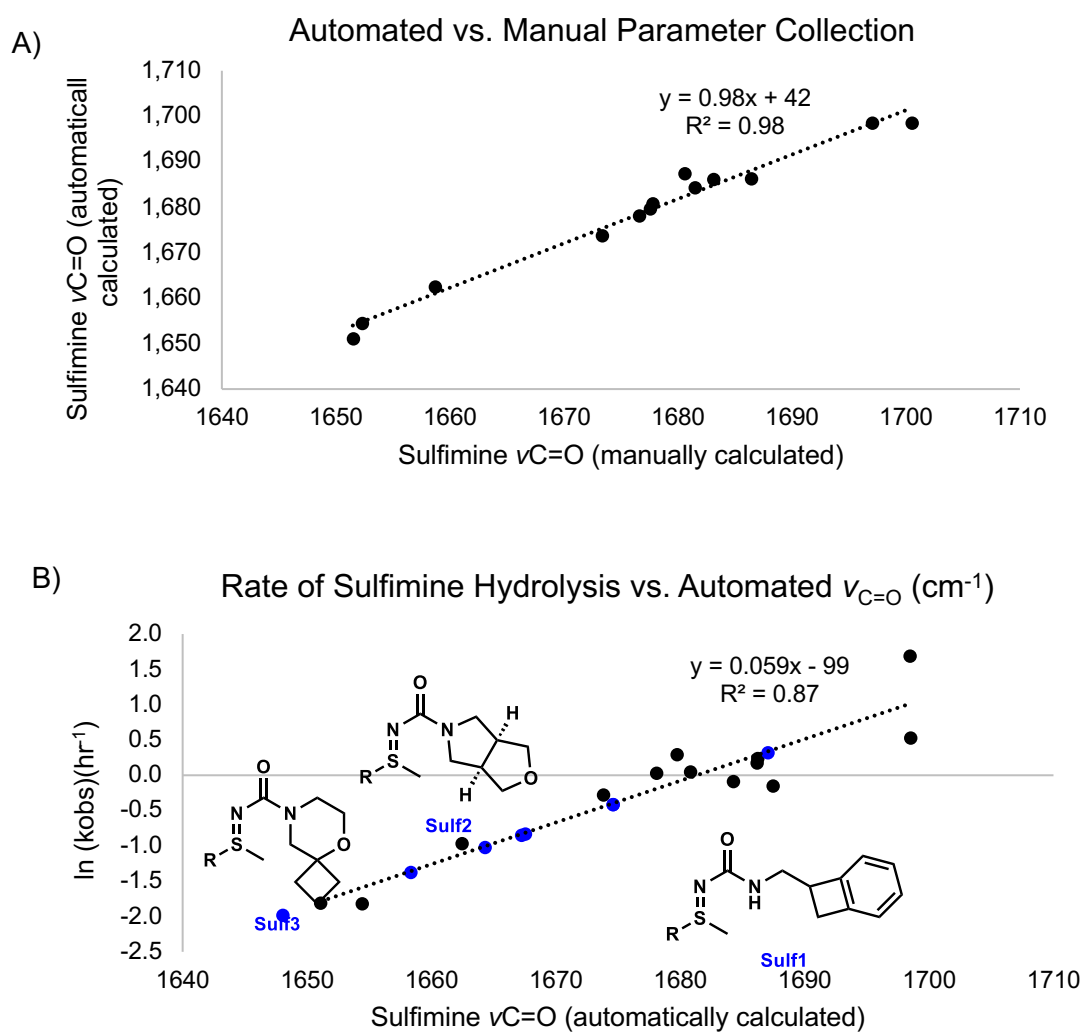 A)
Automated vs. Manual Parameter Collection
Sulfimine vC=O (automaticall
calculated)
1,710
1,700
1,690
1,680
1,670
1,660
1,650
1,640
y = 0.98x + 42
R² = 0.98
1640 1650 1660 1670 1680 1690 1700 1710
Sulfimine vC=O (manually calculated)
B)
Rate of Sulfimine Hydrolysis vs. Automated v_C=O (cm⁻¹)
ln (kobs)(hr⁻¹)
2.0
1.5
1.0
0.5
0.0
-0.5
-1.0
-1.5
-2.0
-2.5
y = 0.059x - 99
R² = 0.87
O
N
N
S
R
H
H
O
Sulf2
O
N
N
S
R
O
Sulf3
O
N
N
H
S
R
Sulf1
1640 1650 1660 1670 1680 1690 1700 1710
Sulfimine vC=O (automatically calculated)